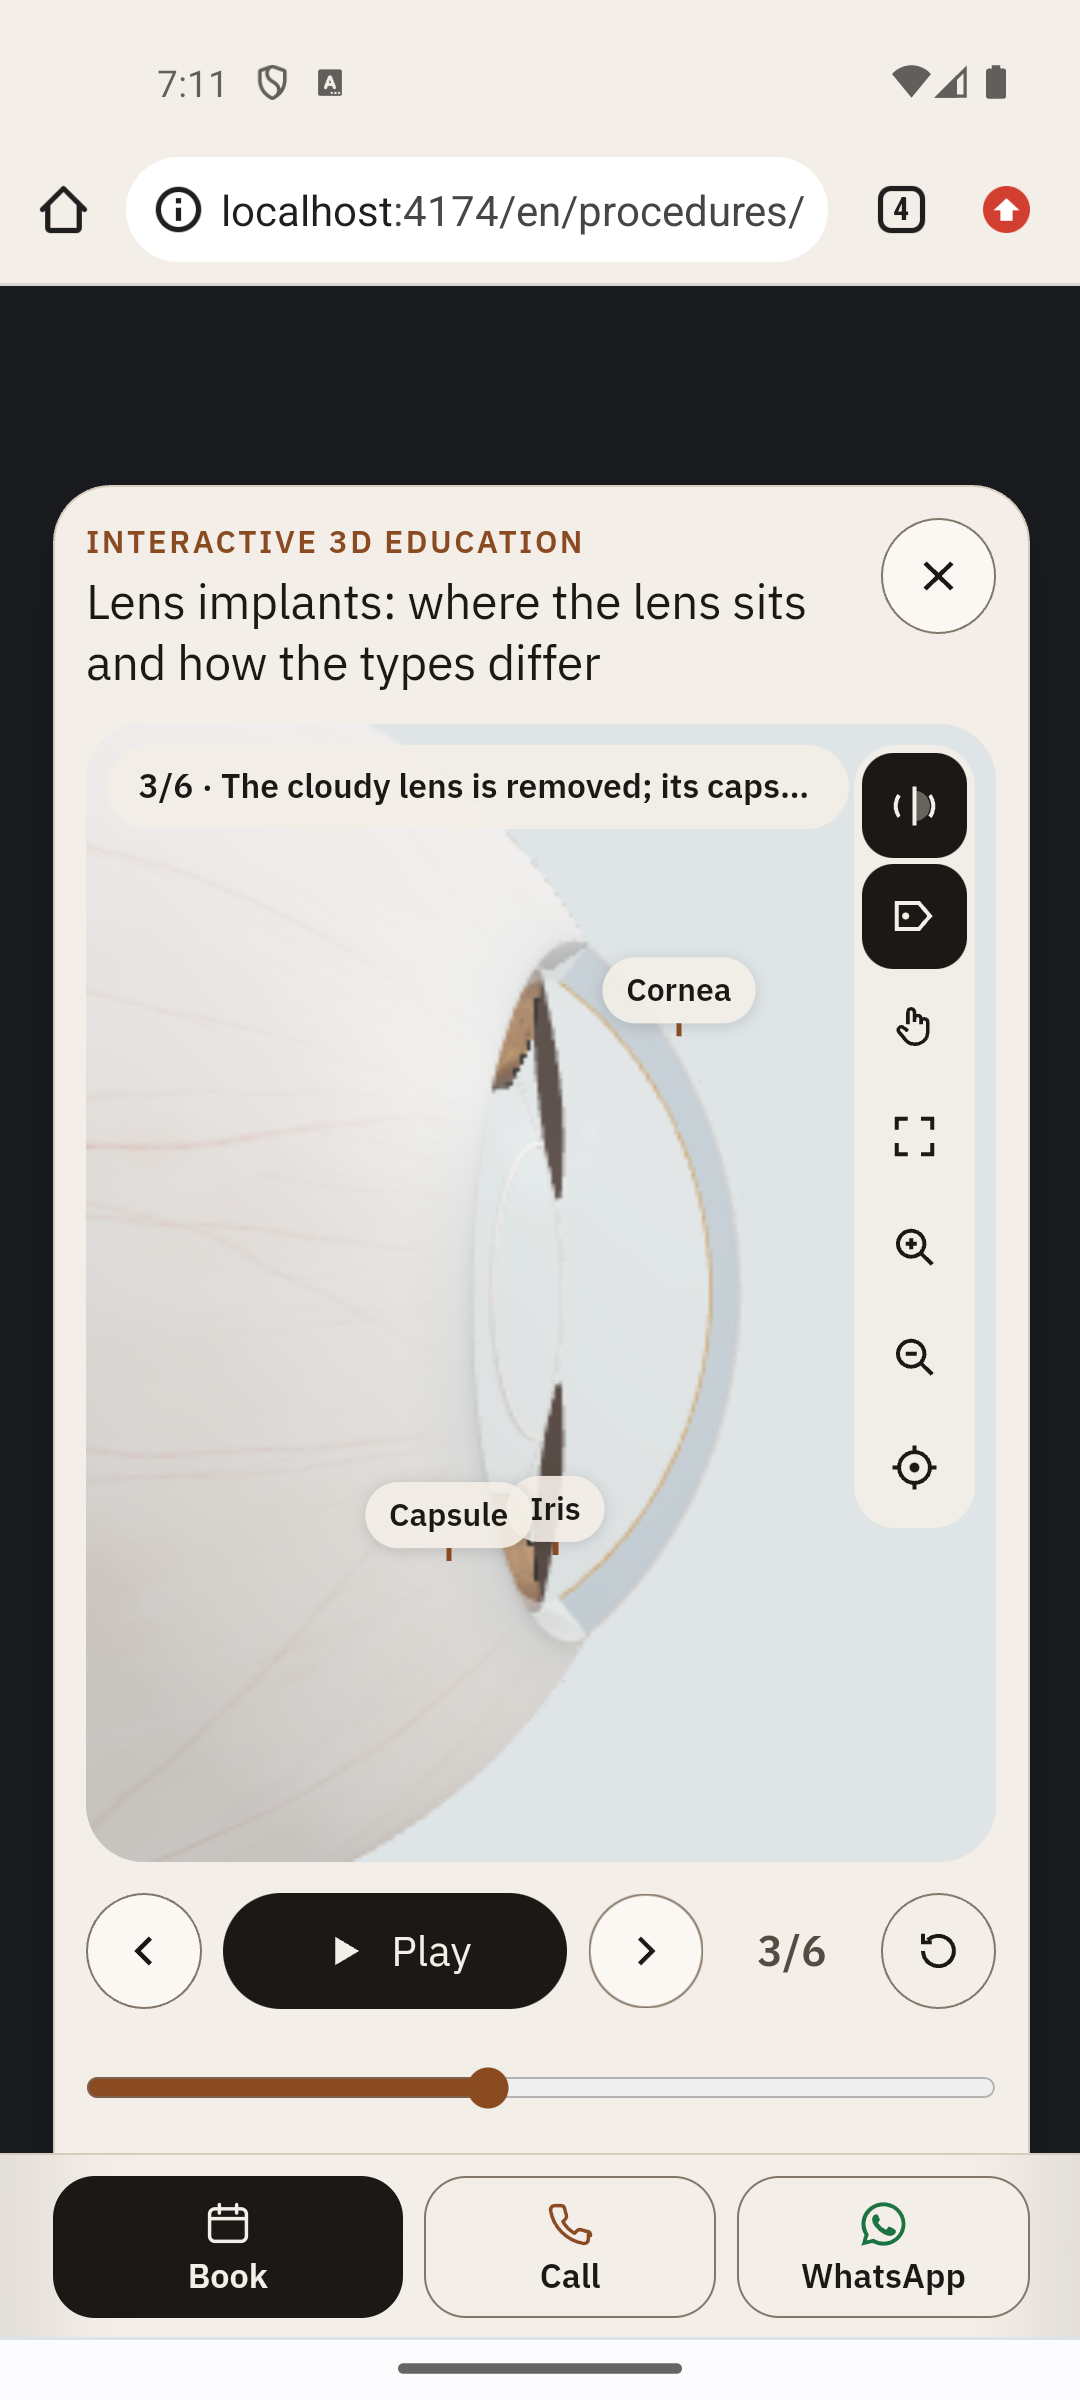 7:11
A
localhost:4174/en/procedures/
4
INTERACTIVE 3D EDUCATION
Lens implants: where the lens sits
and how the types differ
3/6 · The cloudy lens is removed; its caps...
Cornea
Capsule
Iris
Play
3/6
Book
Call
WhatsApp